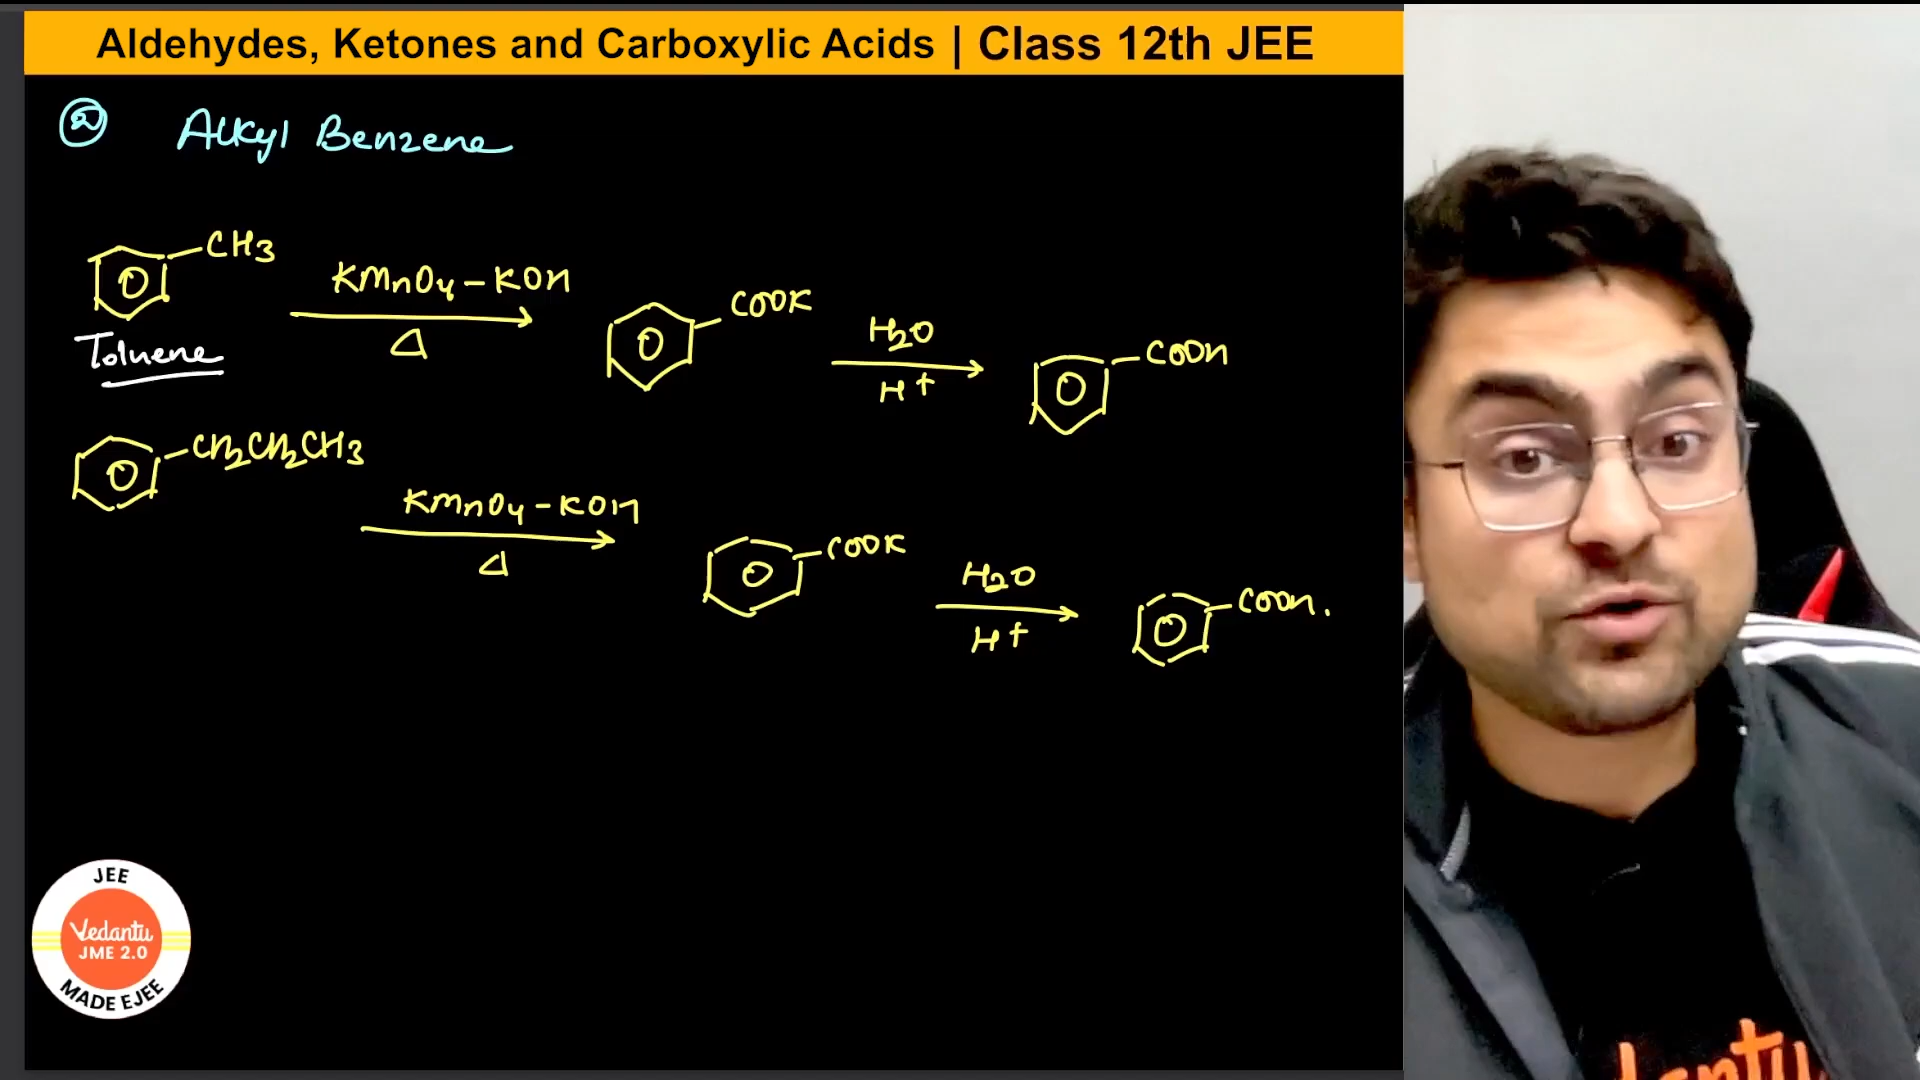 Aldehydes, Ketones and Carboxylic Acids | Class 12th JEE
② Alkyl Benzene
CH3
KMnO4 - KOH
Δ
COOK
H2O
H+
COOH
Toluene
CH2CH2CH3
KMnO4 - KOH
Δ
COOK
H2O
H+
COOH.
JEE
Vedantu
JME 2.0
MADE EJEE